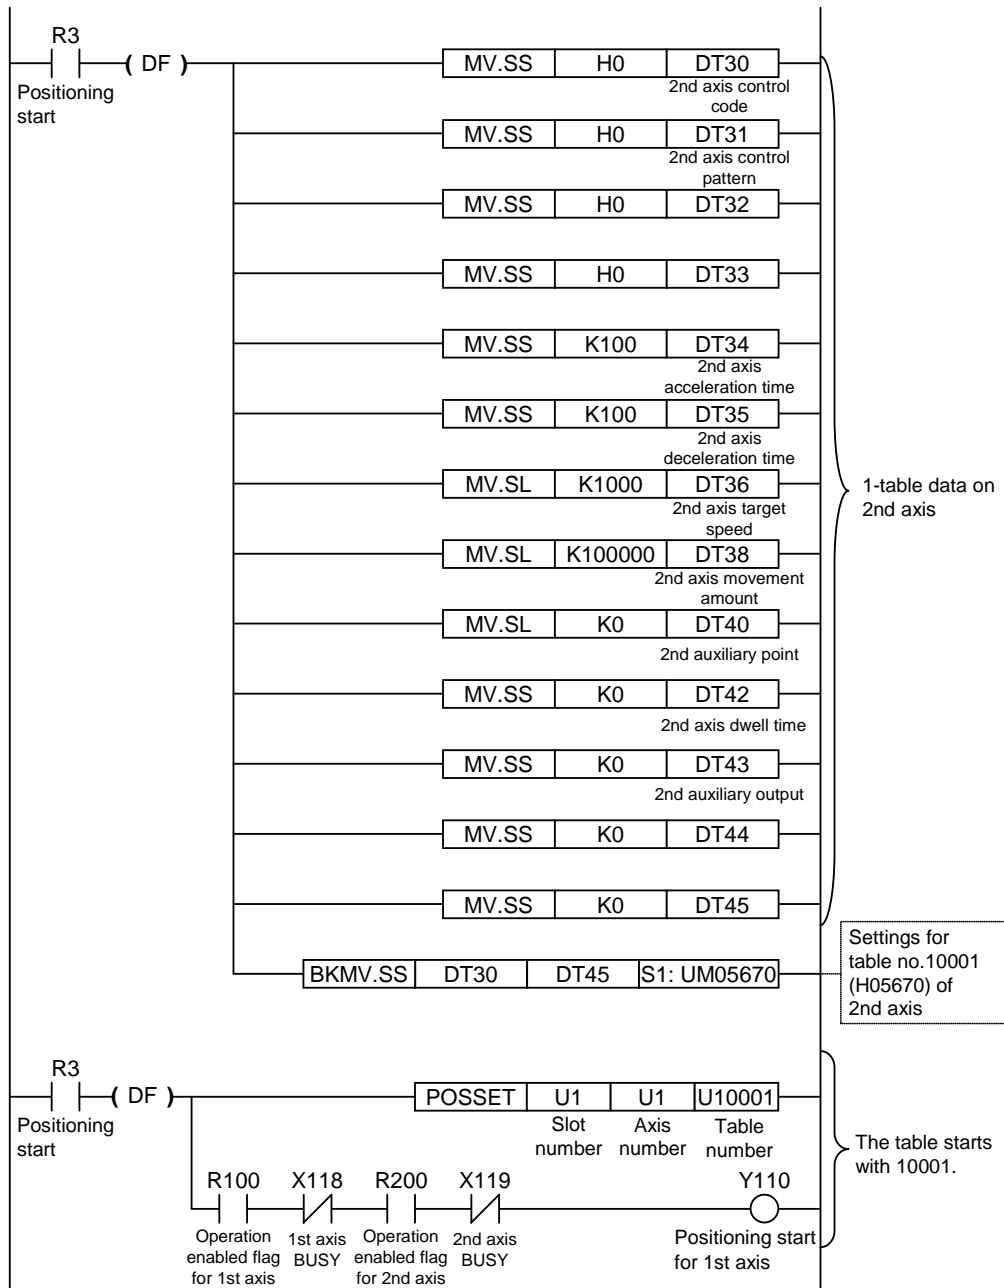 R3
( DF )
Positioning
start
MV.SS H0 DT30
2nd axis control
code
MV.SS H0 DT31
2nd axis control
pattern
MV.SS H0 DT32
MV.SS H0 DT33
MV.SS K100 DT34
2nd axis
acceleration time
MV.SS K100 DT35
2nd axis
deceleration time
MV.SL K1000 DT36
2nd axis target
speed
MV.SL K100000 DT38
2nd axis movement
amount
MV.SL K0 DT40
2nd auxiliary point
MV.SS K0 DT42
2nd axis dwell time
MV.SS K0 DT43
2nd auxiliary output
MV.SS K0 DT44
MV.SS K0 DT45
1-table data on
2nd axis
BKMV.SS DT30 DT45 S1: UM05670
Settings for
table no.10001
(H05670) of
2nd axis
R3
( DF )
Positioning
start
POSSET U1 U1 U10001
Slot
number
Axis
number
Table
number
The table starts
with 10001.
R100 X118 R200 X119 Y110
Operation
enabled flag
for 1st axis
1st axis
BUSY
Operation
enabled flag
for 2nd axis
2nd axis
BUSY
Positioning start
for 1st axis